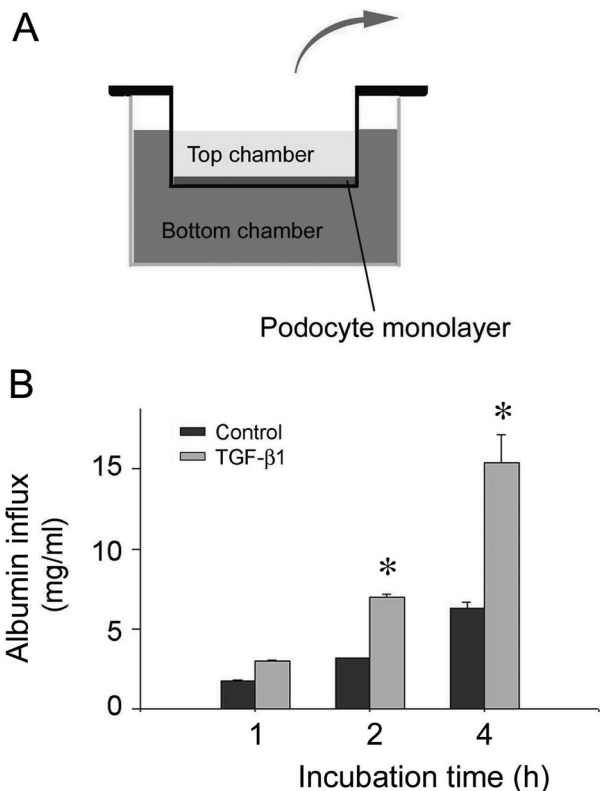 A
Top chamber
Bottom chamber
Podocyte monolayer
B
Albumin influx
(mg/ml)
Control
TGF-β1
*
*
15
10
5
0
1 2 4
Incubation time (h)